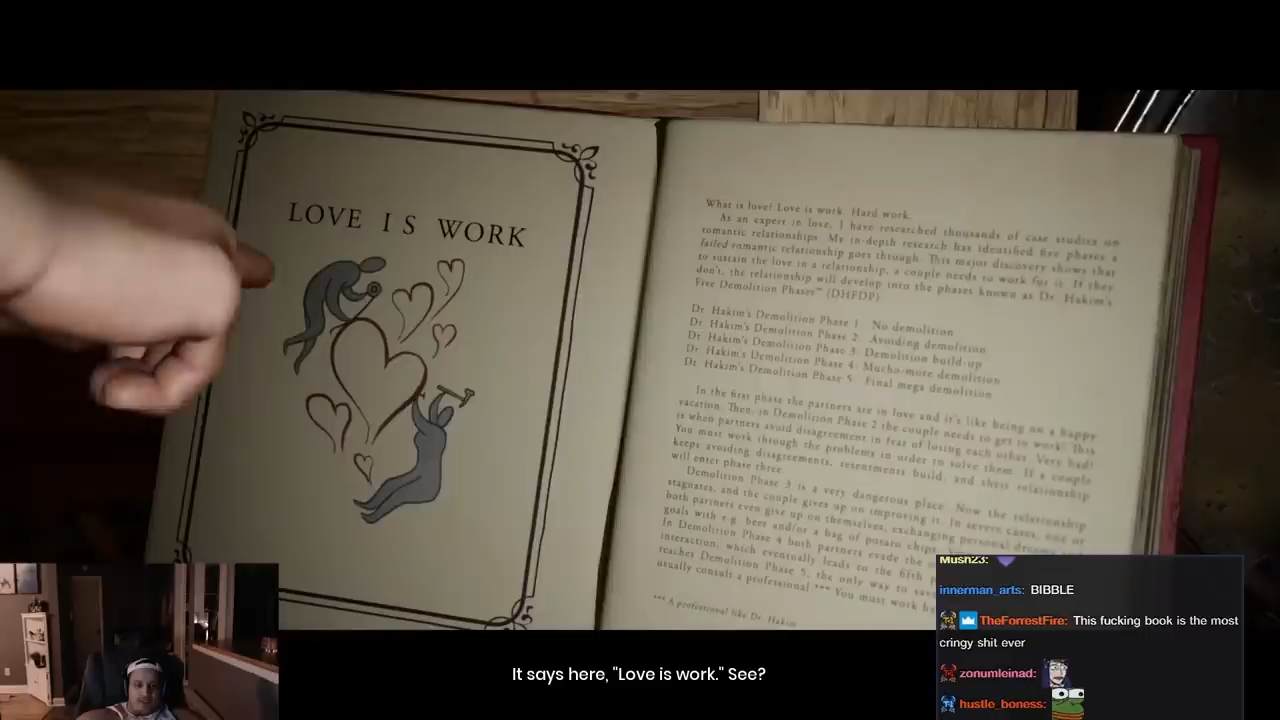 LOVE IS WORK
What is love? Love is work. Hard work.
As an expert in love, I have researched thousands of case studies on
romantic relationships. My in-depth research has identified five phases a
failed romantic relationship goes through. This major discovery shows that
to sustain the love in a relationship, a couple needs to work for it. If they
don't, the relationship will develop into the phases known as Dr. Hakim's
Five Demolition Phases™ (DHFDP)
Dr. Hakim's Demolition Phase 1: No demolition
Dr. Hakim's Demolition Phase 2: Avoiding demolition
Dr. Hakim's Demolition Phase 3: Demolition build-up
Dr. Hakim's Demolition Phase 4: Mucho-more demolition
Dr. Hakim's Demolition Phase 5: Final mega demolition
In the first phase the partners are in love and it's like being on a happy
vacation. Then, in Demolition Phase 2 the couple needs to get to work! This
is when partners avoid disagreement in fear of losing each other. Very bad!
You must work through the problems in order to solve them. If a couple
keeps avoiding disagreements, resentments build, and their relationship
will enter phase three.
Demolition Phase 3 is a very dangerous place. Now the relationship
stagnates, and the couple gives up on improving it. In severe cases, one or
both partners even give up on themselves, exchanging personal dreams and
goals with e.g. beer and/or a bag of potato chips.
In Demolition Phase 4 both partners evade the
interaction, which eventually leads to the fifth
reaches Demolition Phase 5, the only way to save
usually consult a professional *** You must work
*** A professional like Dr. Hakim
It says here, "Love is work." See?
Mush23:
innerman_arts: BIBBLE
TheForrestFire: This fucking book is the most
cringy shit ever
zonumleinad:
hustle_boness: